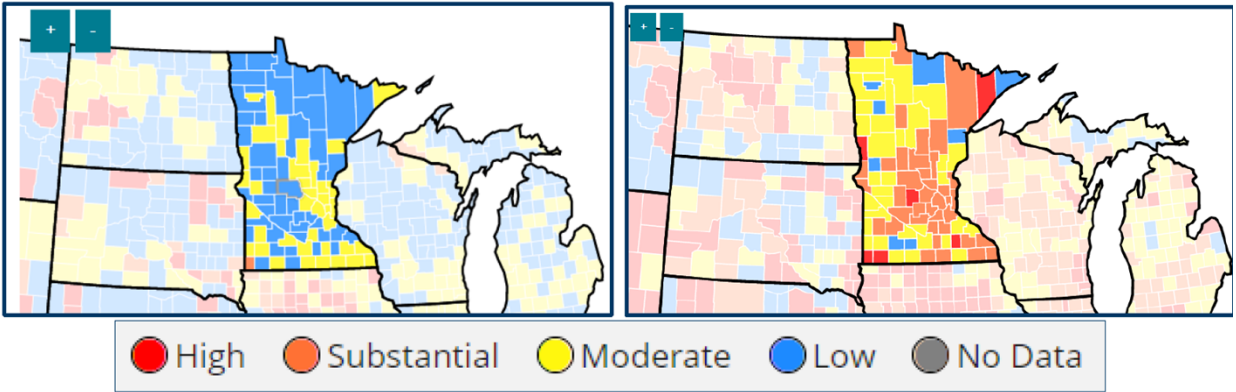 + -
+ -
High Substantial Moderate Low No Data